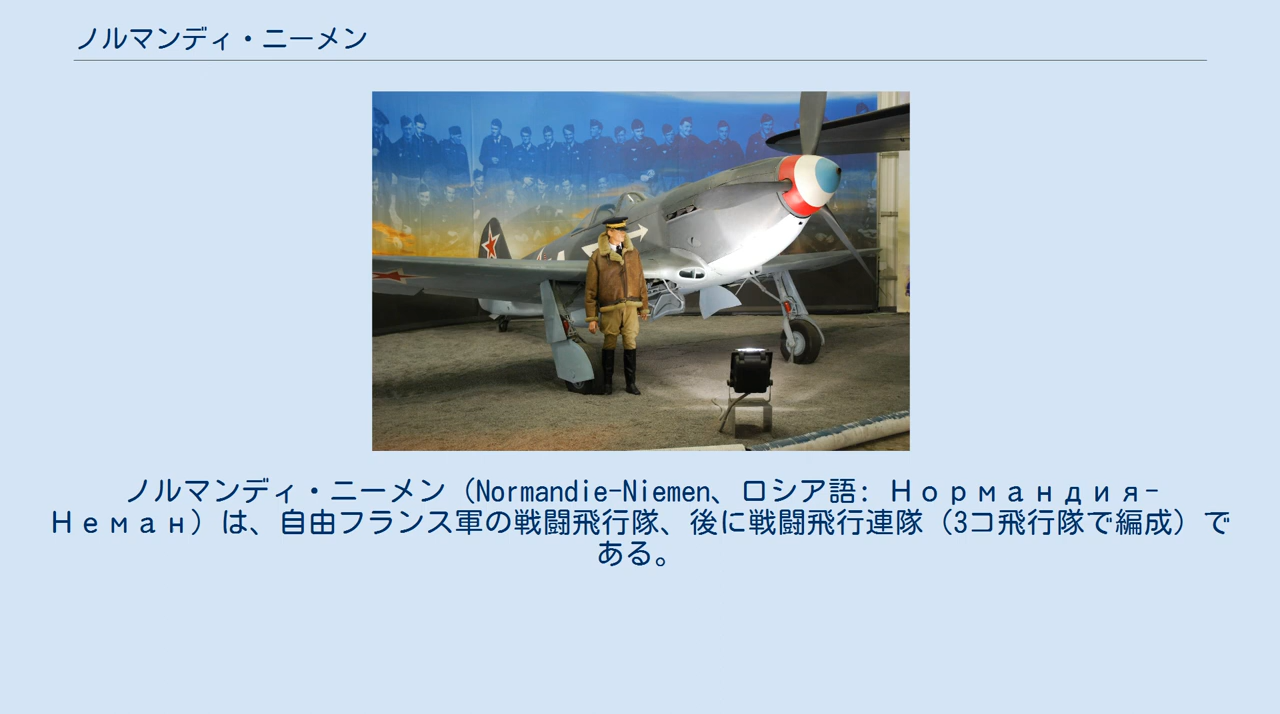 ノルマンディ・ニーメン
ノルマンディ・ニーメン（Normandie-Niemen、ロシア語: Нормандия-
Неман）は、自由フランス軍の戦闘飛行隊、後に戦闘飛行連隊（3コ飛行隊で編成）で
ある。